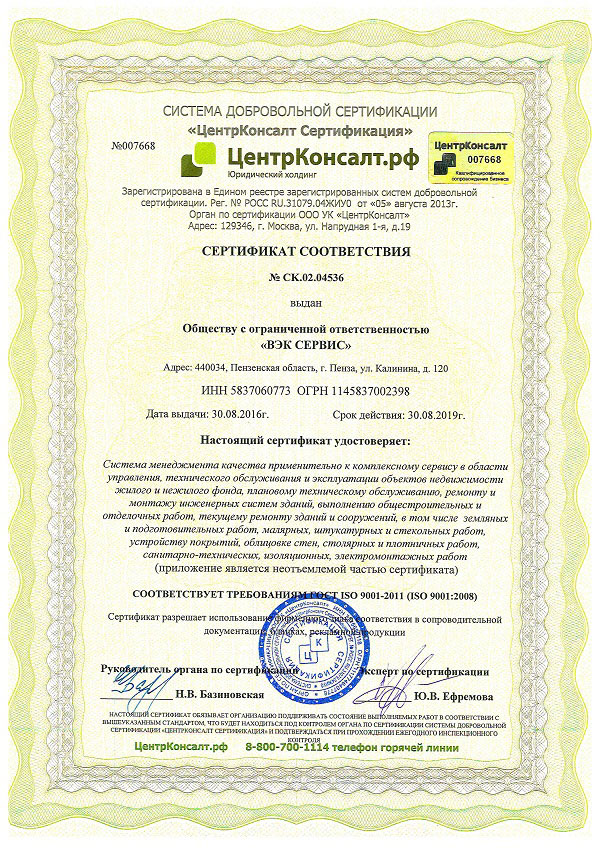 СИСТЕМА ДОБРОВОЛЬНОЙ СЕРТИФИКАЦИИ
«ЦентрКонсалт Сертификация»
№007668
ЦентрКонсалт.рф
Юридический холдинг
ЦентрКонсалт
007668
Квалифицированное
сопровождение бизнеса
Зарегистрирована в Едином реестре зарегистрированных систем добровольной
сертификации. Рег. № РОСС RU.31079.04ЖИУ0 от «05» августа 2013г.
Орган по сертификации ООО УК «ЦентрКонсалт»
Адрес: 129346, г. Москва, ул. Напрудная 1-я, д.19
СЕРТИФИКАТ СООТВЕТСТВИЯ
№ СК.02.04536
выдан
Обществу с ограниченной ответственностью
«ВЭК СЕРВИС»
Адрес: 440034, Пензенская область, г. Пенза, ул. Калинина, д. 120
ИНН 5837060773 ОГРН 1145837002398
Дата выдачи: 30.08.2016г. Срок действия: 30.08.2019г.
Настоящий сертификат удостоверяет:
Система менеджмента качества применительно к комплексному сервису в области
управления, технического обслуживания и эксплуатации объектов недвижимости
жилого и нежилого фонда, плановому техническому обслуживанию, ремонту и
монтажу инженерных систем зданий, выполнению общестроительных и
отделочных работ, текущему ремонту зданий и сооружений, в том числе земляных
и подготовительных работ, малярных, штукатурных и стекольных работ,
устройству покрытий, облицовке стен, столярных и плотничных работ,
санитарно-технических, изоляционных, электромонтажных работ
(приложение является неотъемлемой частью сертификата)
СООТВЕТСТВУЕТ ТРЕБОВАНИЯМ ГОСТ ISO 9001-2011 (ISO 9001:2008)
Сертификат разрешает использование фирменного знака соответствия в сопроводительной
документации, бланках, рекламной продукции
СЕРТИФИКАЦИЯ
СЕРТИФИКАЦИЯ
К
Ц
Руководитель органа по сертификации Эксперт по сертификации
Н.В. Базиновская Ю.В. Ефремова
НАСТОЯЩИЙ СЕРТИФИКАТ ОБЯЗЫВАЕТ ОРГАНИЗАЦИЮ ПОДДЕРЖИВАТЬ СОСТОЯНИЕ ВЫПОЛНЯЕМЫХ РАБОТ В СООТВЕТСТВИИ С
ВЫШЕУКАЗАННЫМ СТАНДАРТОМ, ЧТО БУДЕТ НАХОДИТЬСЯ ПОД КОНТРОЛЕМ ОРГАНА ПО СЕРТИФИКАЦИИ СИСТЕМЫ ДОБРОВОЛЬНОЙ
СЕРТИФИКАЦИИ «ЦЕНТРКОНСАЛТ СЕРТИФИКАЦИЯ» И ПОДТВЕРЖДАТЬСЯ ПРИ ПРОХОЖДЕНИИ ЕЖЕГОДНОГО ИНСПЕКЦИОННОГО
КОНТРОЛЯ
ЦентрКонсалт.рф 8-800-700-1114 телефон горячей линии